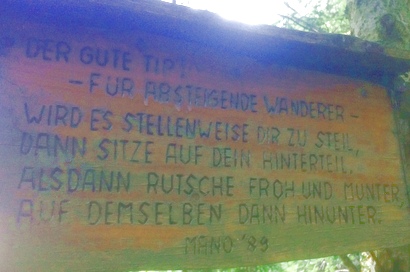 DER GUTE TIP
- FÜR ABSTEIGENDE WANDERER -
WIRD ES STELLENWEISE DIR ZU STEIL,
DANN SITZE AUF DEIN HINTERTEIL,
ALSDANN RUTSCHE FROH UND MUNTER,
AUF DEMSELBEN DANN HINUNTER.
MANO '89